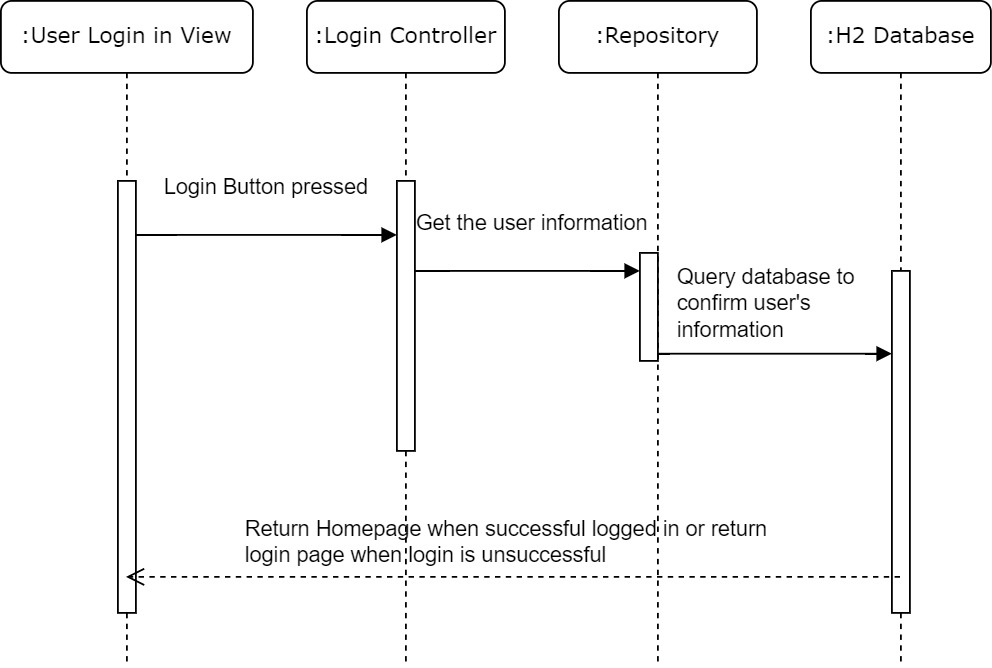 :User Login in View
:Login Controller
:Repository
:H2 Database
Login Button pressed
Get the user information
Query database to
confirm user's
information
Return Homepage when successful logged in or return
login page when login is unsuccessful